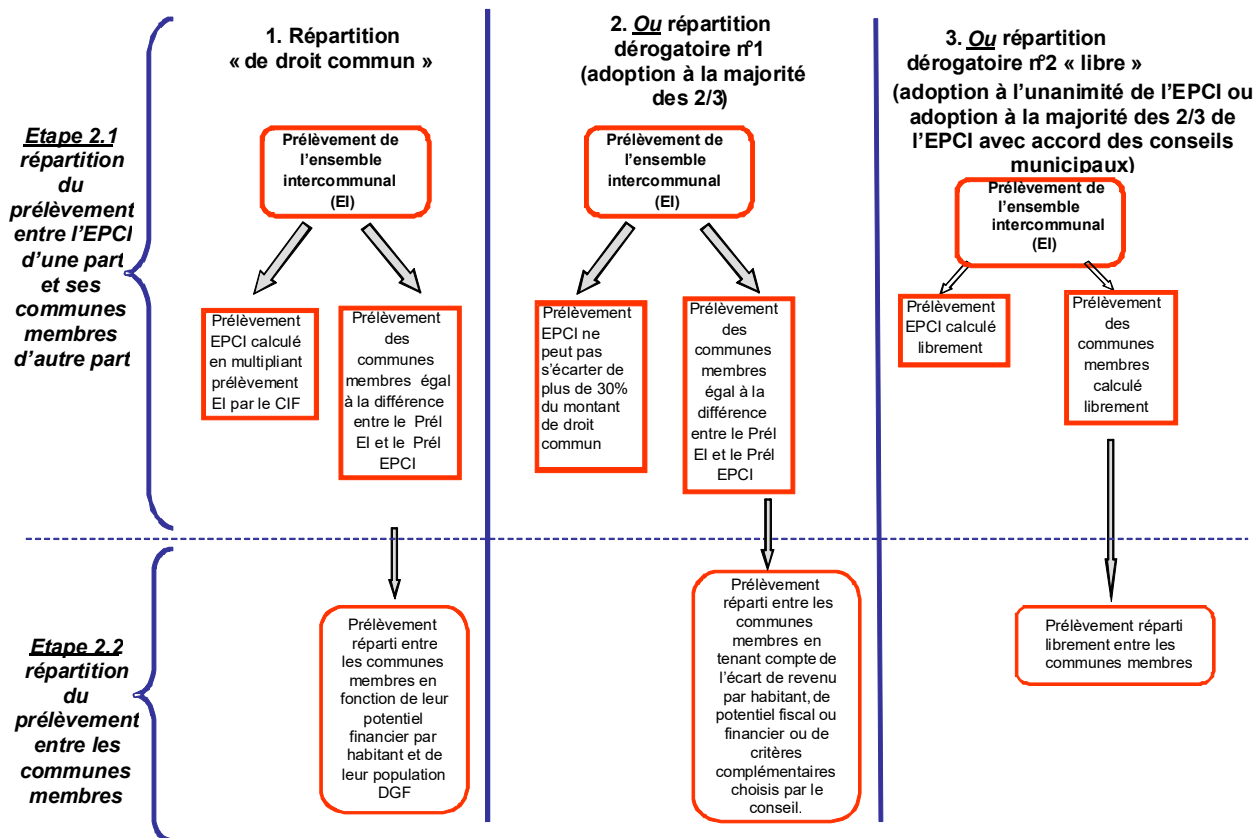 1. Répartition
« de droit commun »
2. Ou répartition
dérogatoire n°1
(adoption à la majorité
des 2/3)
3. Ou répartition
dérogatoire n°2 « libre »
(adoption à l'unanimité de l'EPCI ou
adoption à la majorité des 2/3 de
l'EPCI avec accord des conseils
municipaux)
Etape 2.1
répartition
du
prélèvement
entre l'EPCI
d'une part
et ses
communes
membres
d'autre part
Prélèvement de
l'ensemble
intercommunal
(EI)
Prélèvement
EPCI calculé
en multipliant
prélèvement
EI par le CIF
Prélèvement
des
communes
membres égal
à la différence
entre le Prél
EI et le Prél
EPCI
Prélèvement de
l'ensemble
intercommunal
(EI)
Prélèvement
EPCI ne
peut pas
s'écarter de
plus de 30%
du montant
de droit
commun
Prélèvement
des
communes
membres
égal à la
différence
entre le Prél
EI et le Prél
EPCI
Prélèvement de
l'ensemble
intercommunal
(EI)
Prélèvement
EPCI calculé
librement
Prélèvement
des
communes
membres
calculé
librement
Etape 2.2
répartition
du
prélèvement
entre les
communes
membres
Prélèvement
réparti entre
les communes
membres en
fonction de leur
potentiel
financier par
habitant et de
leur population
DGF
Prélèvement
réparti entre les
communes
membres en
tenant compte de
l'écart de revenu
par habitant, de
potentiel fiscal ou
financier ou de
critères
complémentaires
choisis par le
conseil.
Prélèvement réparti
librement entre les
communes membres